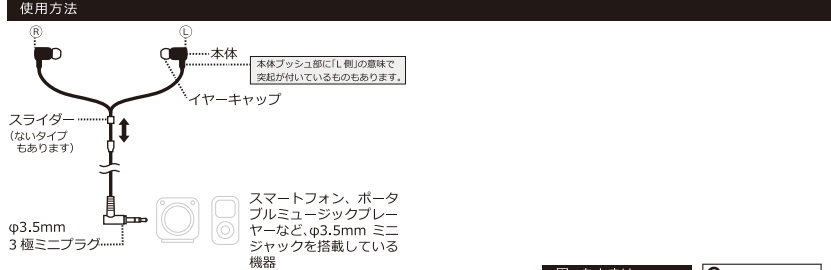 使用方法
Ⓡ
Ⓛ
本体
本体ブッシュ部に「L側」の意味で
突起が付いているものもあります。
イヤーキャップ
スライダー
(ないタイプ
もあります)
φ3.5mm
3極ミニプラグ
スマートフォン、ポータ
ブルミュージックプレー
ヤーなど、φ3.5mm ミニ
ジャックを搭載している
機器